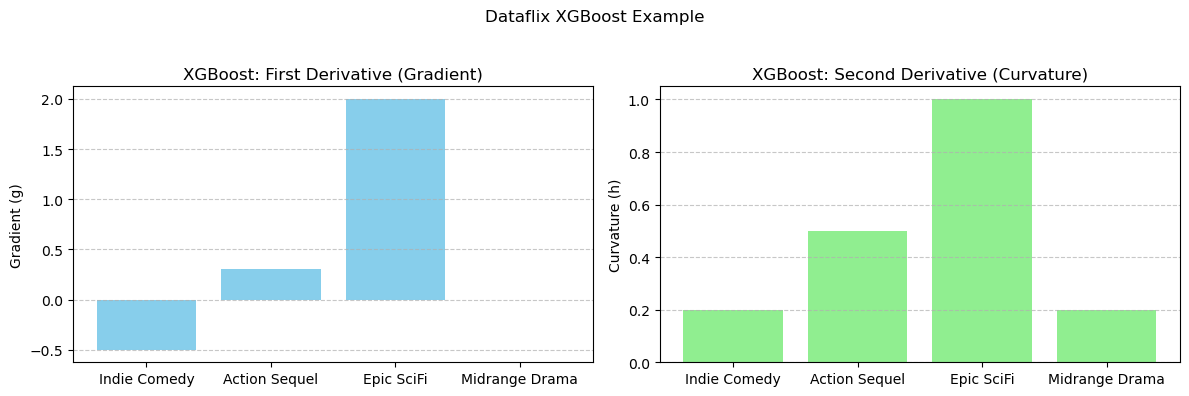 Dataflix XGBoost Example
XGBoost: First Derivative (Gradient)
Gradient (g)
2.0
1.5
1.0
0.5
0.0
−0.5
Indie Comedy Action Sequel Epic SciFi Midrange Drama
XGBoost: Second Derivative (Curvature)
Curvature (h)
1.0
0.8
0.6
0.4
0.2
0.0
Indie Comedy Action Sequel Epic SciFi Midrange Drama